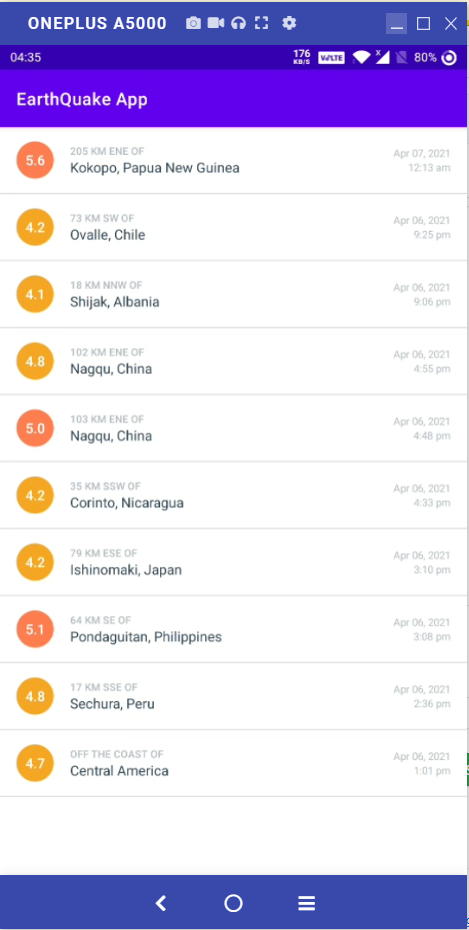 ONEPLUS A5000
04:35
176
KB/S
VoLTE
X
80%
EarthQuake App
5.6
205 KM ENE OF
Kokopo, Papua New Guinea
Apr 07, 2021
12:13 am
4.2
73 KM SW OF
Ovalle, Chile
Apr 06, 2021
9:25 pm
4.1
18 KM NNW OF
Shijak, Albania
Apr 06, 2021
9:06 pm
4.8
102 KM ENE OF
Nagqu, China
Apr 06, 2021
4:55 pm
5.0
103 KM ENE OF
Nagqu, China
Apr 06, 2021
4:48 pm
4.2
35 KM SSW OF
Corinto, Nicaragua
Apr 06, 2021
4:33 pm
4.2
79 KM ESE OF
Ishinomaki, Japan
Apr 06, 2021
3:10 pm
5.1
64 KM SE OF
Pondaguitan, Philippines
Apr 06, 2021
3:08 pm
4.8
17 KM SSE OF
Sechura, Peru
Apr 06, 2021
2:36 pm
4.7
OFF THE COAST OF
Central America
Apr 06, 2021
1:01 pm